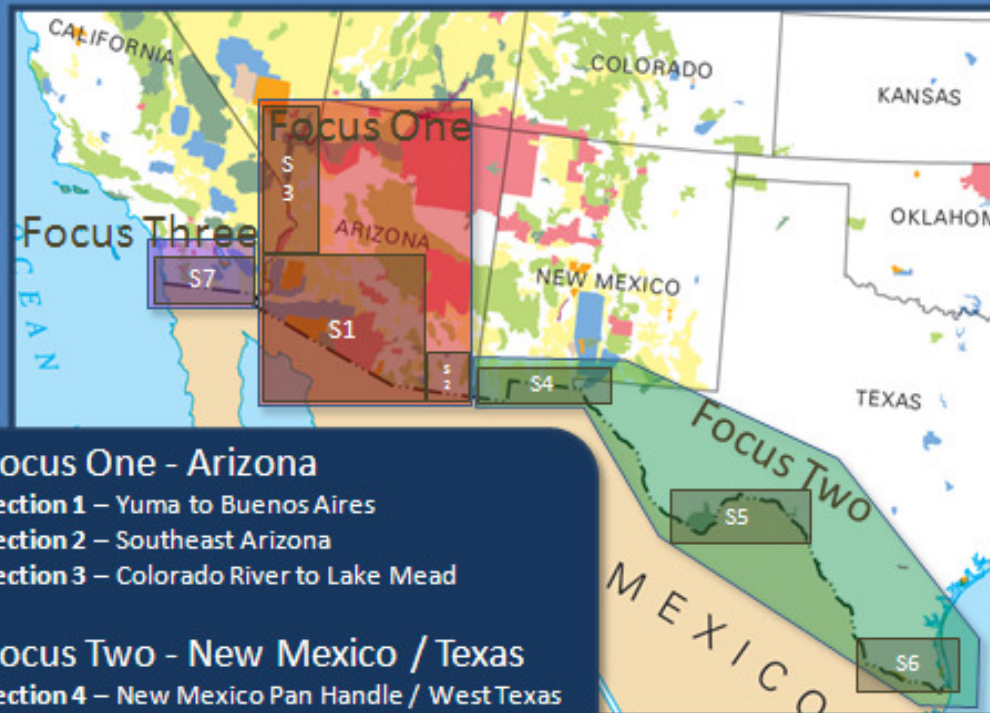 CALIFORNIA
COLORADO
KANSAS
Focus One
S
3
ARIZONA
OKLAHOM
Focus Three
NEW MEXICO
S7
CEAN
S1
S
2
S4
TEXAS
Focus Two
S5
MEXICO
S6
ocus One - Arizona
ection 1 – Yuma to Buenos Aires
ection 2 – Southeast Arizona
ection 3 – Colorado River to Lake Mead
ocus Two - New Mexico / Texas
ection 4 – New Mexico Pan Handle / West Texas